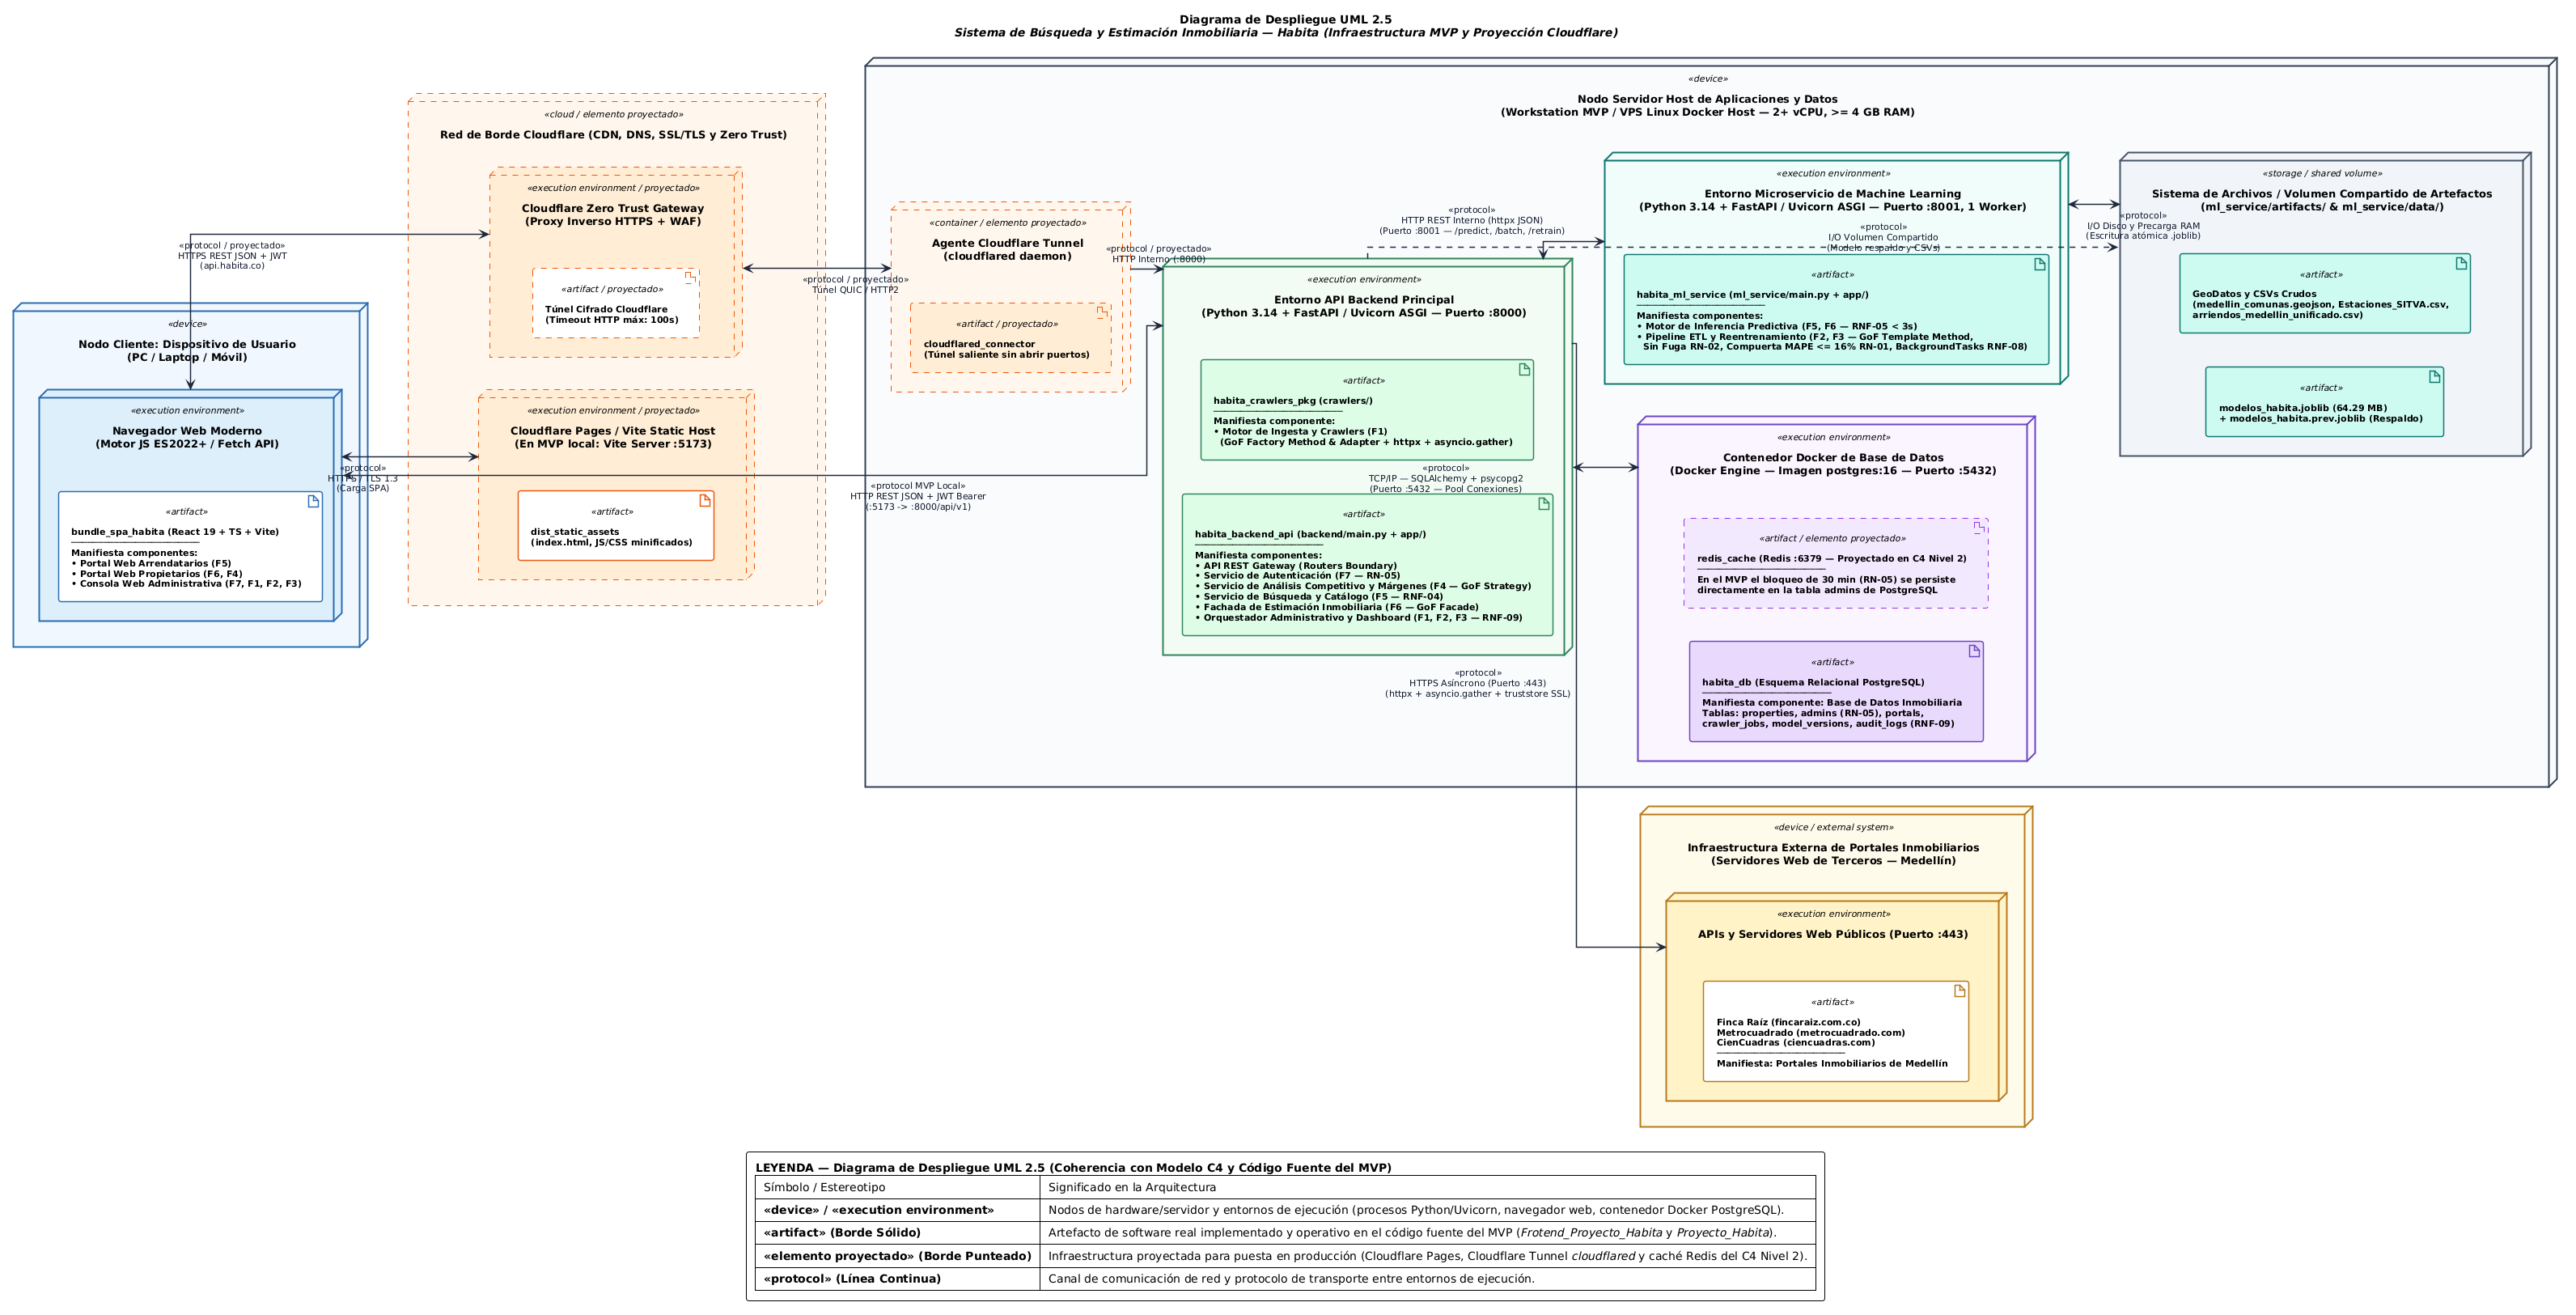 Diagrama de Despliegue UML 2.5
Sistema de Búsqueda y Estimación Inmobiliaria — Habita (Infraestructura MVP y Proyección Cloudflare)
«device»
Nodo Cliente: Dispositivo de Usuario
(PC / Laptop / Móvil)
«execution environment»
Navegador Web Moderno
(Motor JS ES2022+ / Fetch API)
«artifact»
bundle_spa_habita (React 19 + TS + Vite)
Manifiesta componentes:
• Portal Web Arrendatarios (F5)
• Portal Web Propietarios (F6, F4)
• Consola Web Administrativa (F7, F1, F2, F3)
«protocol / proyectado»
HTTPS REST JSON + JWT
(api.habita.co)
«protocol»
HTTPS / TLS 1.3
(Carga SPA)
«cloud / elemento proyectado»
Red de Borde Cloudflare (CDN, DNS, SSL/TLS y Zero Trust)
«execution environment / proyectado»
Cloudflare Zero Trust Gateway
(Proxy Inverso HTTPS + WAF)
«artifact / proyectado»
Túnel Cifrado Cloudflare
(Timeout HTTP máx: 100s)
«execution environment / proyectado»
Cloudflare Pages / Vite Static Host
(En MVP local: Vite Server :5173)
«artifact»
dist_static_assets
(index.html, JS/CSS minificados)
«protocol / proyectado»
Túnel QUIC / HTTP2
«protocol MVP Local»
HTTP REST JSON + JWT Bearer
(:5173 -> :8000/api/v1)
«device»
Nodo Servidor Host de Aplicaciones y Datos
(Workstation MVP / VPS Linux Docker Host — 2+ vCPU, >= 4 GB RAM)
«container / elemento proyectado»
Agente Cloudflare Tunnel
(cloudflared daemon)
«artifact / proyectado»
cloudflared_connector
(Túnel saliente sin abrir puertos)
«protocol / proyectado»
HTTP Interno (:8000)
«execution environment»
Entorno API Backend Principal
(Python 3.14 + FastAPI / Uvicorn ASGI — Puerto :8000)
«artifact»
habita_crawlers_pkg (crawlers/)
Manifiesta componente:
• Motor de Ingesta y Crawlers (F1)
(GoF Factory Method & Adapter + httpx + asyncio.gather)
«protocol»
TCP/IP — SQLAlchemy + psycopg2
(Puerto :5432 — Pool Conexiones)
«artifact»
habita_backend_api (backend/main.py + app/)
Manifiesta componentes:
• API REST Gateway (Routers Boundary)
• Servicio de Autenticación (F7 — RN-05)
• Servicio de Análisis Competitivo y Márgenes (F4 — GoF Strategy)
• Servicio de Búsqueda y Catálogo (F5 — RNF-04)
• Fachada de Estimación Inmobiliaria (F6 — GoF Facade)
• Orquestador Administrativo y Dashboard (F1, F2, F3 — RNF-09)
«protocol»
HTTPS Asíncrono (Puerto :443)
(httpx + asyncio.gather + truststore SSL)
«protocol»
HTTP REST Interno (httpx JSON)
(Puerto :8001 — /predict, /batch, /retrain)
«execution environment»
Entorno Microservicio de Machine Learning
(Python 3.14 + FastAPI / Uvicorn ASGI — Puerto :8001, 1 Worker)
«protocol»
I/O Volumen Compartido
(Modelo respaldo y CSVs)
«artifact»
habita_ml_service (ml_service/main.py + app/)
Manifiesta componentes:
• Motor de Inferencia Predictiva (F5, F6 — RNF-05 < 3s)
• Pipeline ETL y Reentrenamiento (F2, F3 — GoF Template Method,
Sin Fuga RN-02, Compuerta MAPE <= 16% RN-01, BackgroundTasks RNF-08)
«protocol»
I/O Disco y Precarga RAM
(Escritura atómica .joblib)
«storage / shared volume»
Sistema de Archivos / Volumen Compartido de Artefactos
(ml_service/artifacts/ & ml_service/data/)
«artifact»
GeoDatos y CSVs Crudos
(medellin_comunas.geojson, Estaciones_SITVA.csv,
arriendos_medellin_unificado.csv)
«artifact»
modelos_habita.joblib (64.29 MB)
+ modelos_habita.prev.joblib (Respaldo)
«execution environment»
Contenedor Docker de Base de Datos
(Docker Engine — Imagen postgres:16 — Puerto :5432)
«artifact / elemento proyectado»
redis_cache (Redis :6379 — Proyectado en C4 Nivel 2)
En el MVP el bloqueo de 30 min (RN-05) se persiste
directamente en la tabla admins de PostgreSQL
«artifact»
habita_db (Esquema Relacional PostgreSQL)
Manifiesta componente: Base de Datos Inmobiliaria
Tablas: properties, admins (RN-05), portals,
crawler_jobs, model_versions, audit_logs (RNF-09)
«device / external system»
Infraestructura Externa de Portales Inmobiliarios
(Servidores Web de Terceros — Medellín)
«execution environment»
APIs y Servidores Web Públicos (Puerto :443)
«artifact»
Finca Raíz (fincaraiz.com.co)
Metrocuadrado (metrocuadrado.com)
CienCuadras (ciencuadras.com)
Manifiesta: Portales Inmobiliarios de Medellín
LEYENDA — Diagrama de Despliegue UML 2.5 (Coherencia con Modelo C4 y Código Fuente del MVP)
Símbolo / Estereotipo Significado en la Arquitectura
«device» / «execution environment» Nodos de hardware/servidor y entornos de ejecución (procesos Python/Uvicorn, navegador web, contenedor Docker PostgreSQL).
«artifact» (Borde Sólido) Artefacto de software real implementado y operativo en el código fuente del MVP (Frotend_Proyecto_Habita y Proyecto_Habita).
«elemento proyectado» (Borde Punteado) Infraestructura proyectada para puesta en producción (Cloudflare Pages, Cloudflare Tunnel cloudflared y caché Redis del C4 Nivel 2).
«protocol» (Línea Continua) Canal de comunicación de red y protocolo de transporte entre entornos de ejecución.